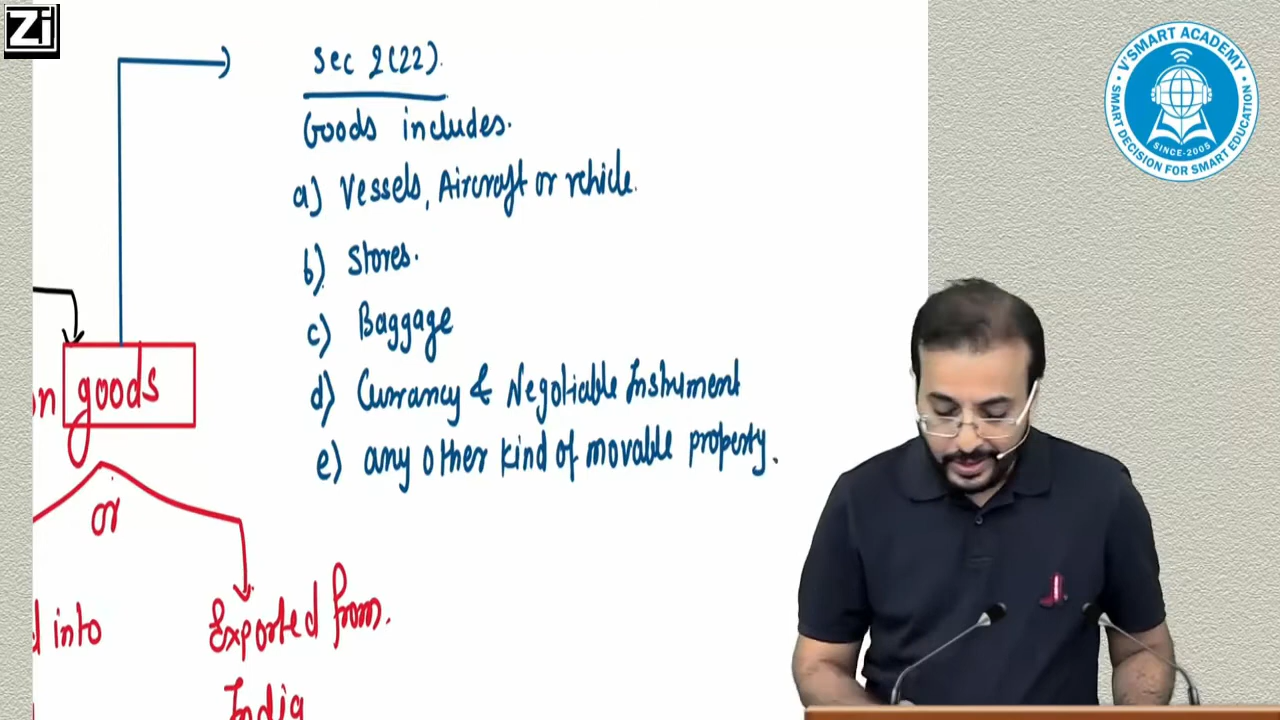 Zi
Sec 2(22).
Goods includes.
a) Vessels, Aircraft or vehicle.
b) Stores.
c) Baggage
d) Currancy & Negotiable Instrument
e) any other kind of movable property.
on goods
or
d into
Exported from.
India
V'SMART ACADEMY
SINCE-2005
SMART DECISION FOR SMART EDUCATION